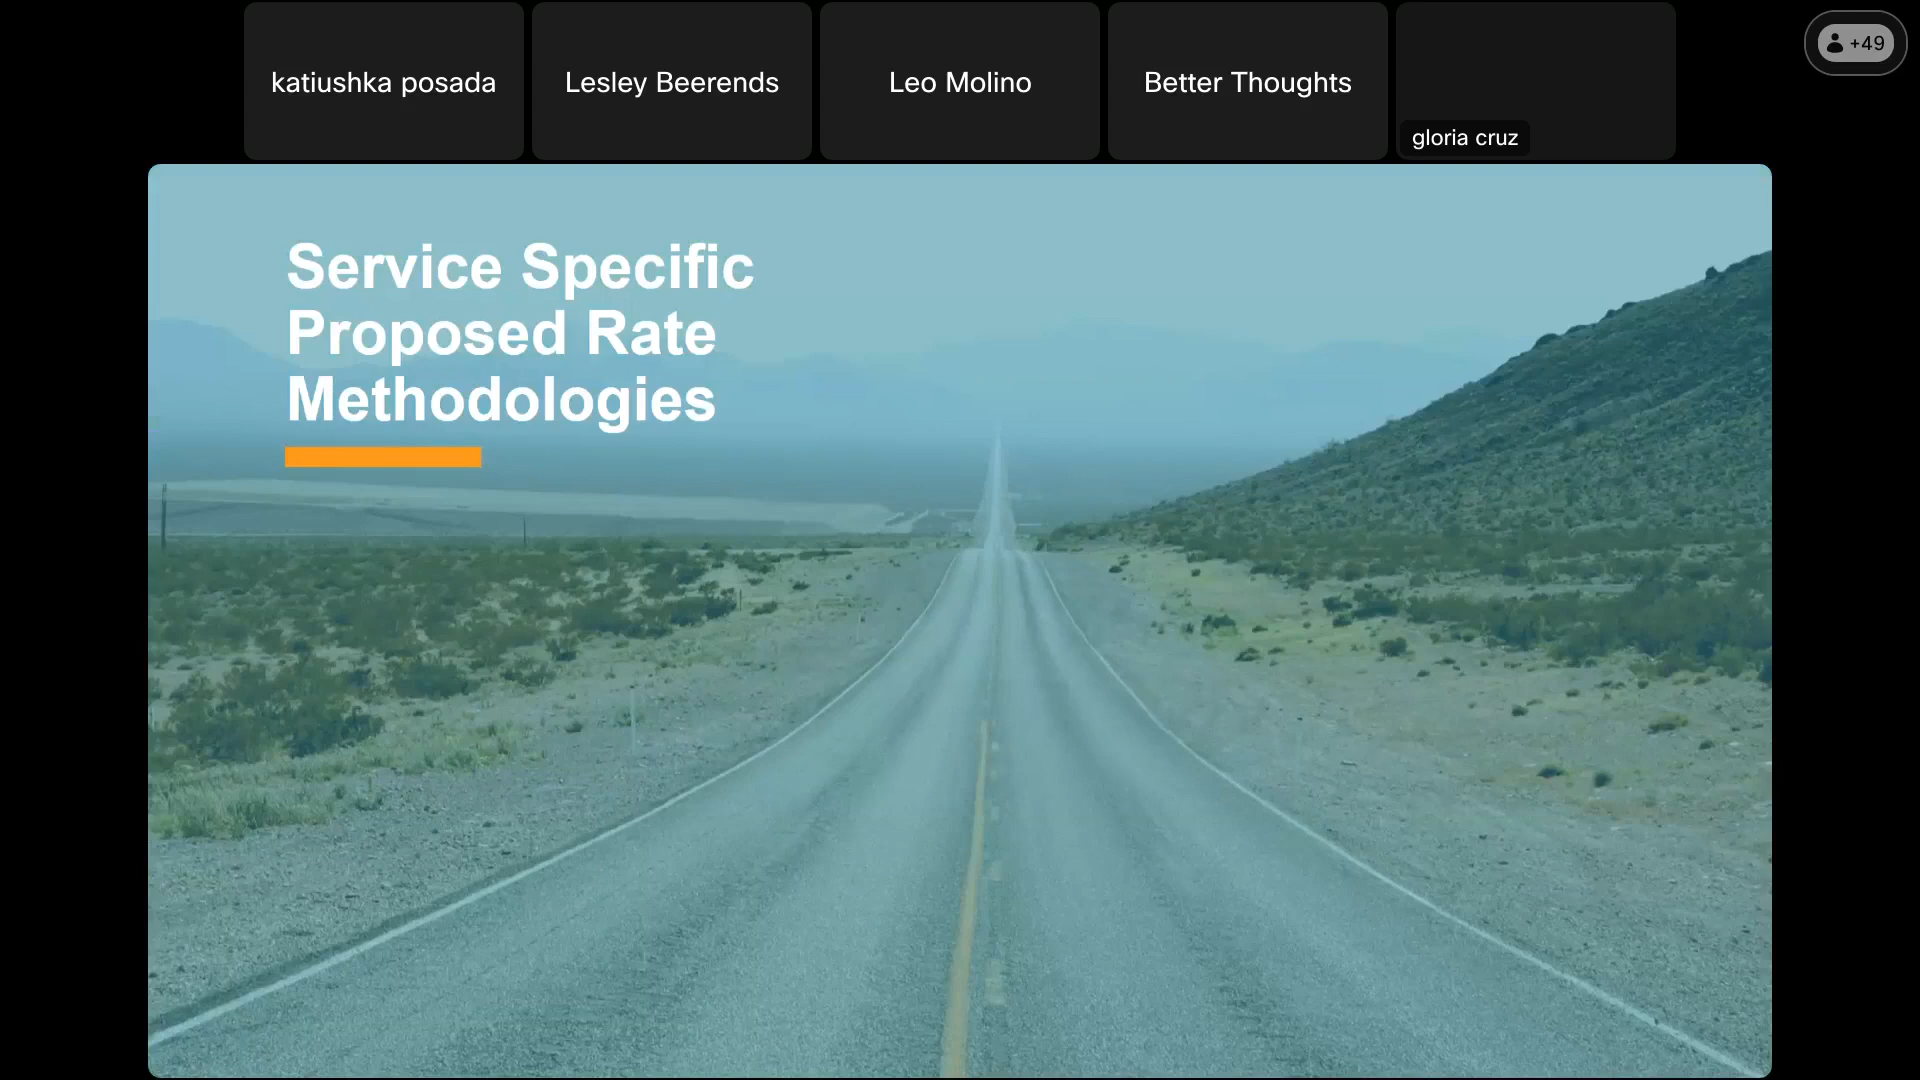 katiushka posada
Lesley Beerends
Leo Molino
Better Thoughts
gloria cruz
+49
Service Specific
Proposed Rate
Methodologies